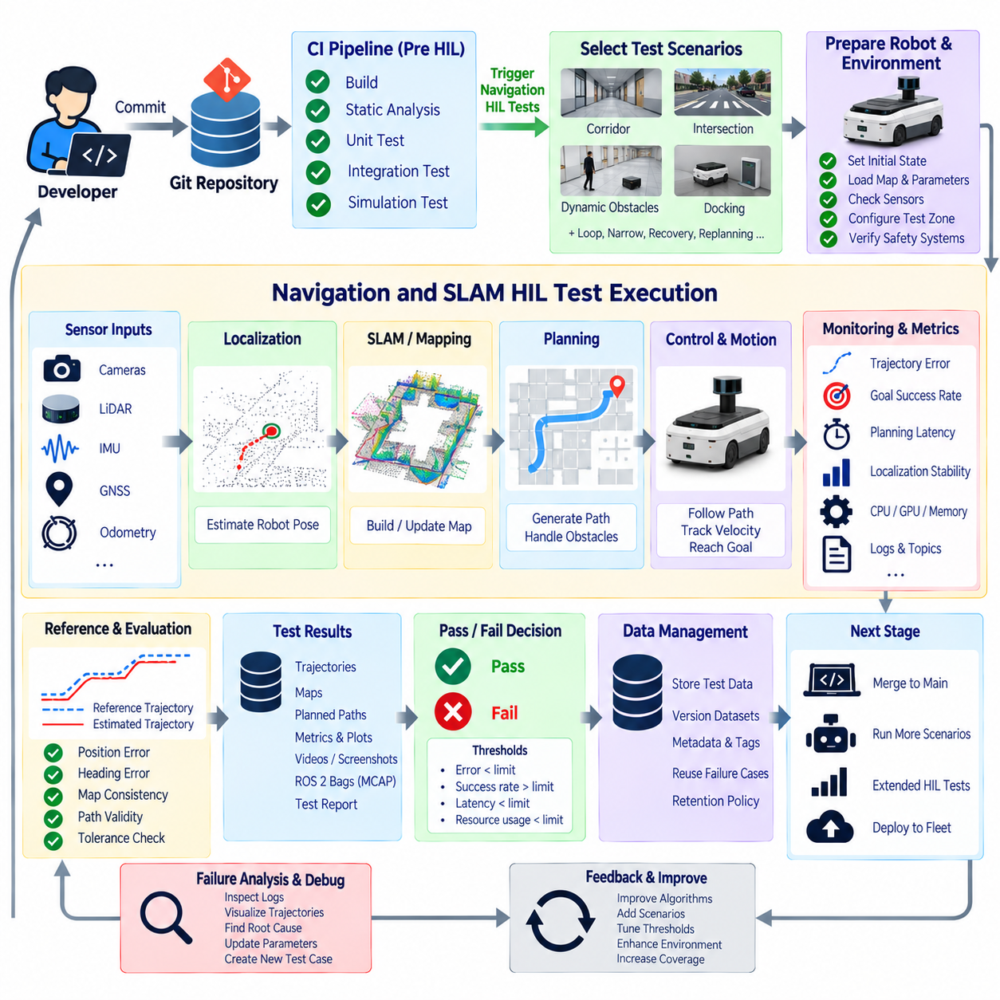 Developer
Commit
Git Repository
CI Pipeline (Pre HIL)
Build
Static Analysis
Unit Test
Integration Test
Simulation Test
Trigger
Navigation
HIL Tests
Select Test Scenarios
Corridor
Intersection
Dynamic Obstacles
Docking
+ Loop, Narrow, Recovery, Replanning ...
Prepare Robot &
Environment
Set Initial State
Load Map & Parameters
Check Sensors
Configure Test Zone
Verify Safety Systems
Navigation and SLAM HIL Test Execution
Sensor Inputs
Cameras
LiDAR
IMU
GNSS
Odometry
...
Localization
Estimate Robot Pose
SLAM / Mapping
Build / Update Map
Planning
Generate Path
Handle Obstacles
Control & Motion
Follow Path
Track Velocity
Reach Goal
Monitoring & Metrics
Trajectory Error
Goal Success Rate
Planning Latency
Localization Stability
CPU / GPU / Memory
Logs & Topics
...
Reference & Evaluation
Reference Trajectory
Estimated Trajectory
Position Error
Heading Error
Map Consistency
Path Validity
Tolerance Check
Test Results
Trajectories
Maps
Planned Paths
Metrics & Plots
Videos / Screenshots
ROS 2 Bags (MCAP)
Test Report
Pass / Fail Decision
Pass
Fail
Thresholds
• Error < limit
• Success rate > limit
• Latency < limit
• Resource usage < limit
Data Management
Store Test Data
Version Datasets
Metadata & Tags
Reuse Failure Cases
Retention Policy
Next Stage
</>
Merge to Main
Run More Scenarios
Extended HIL Tests
Deploy to Fleet
Failure Analysis & Debug
Inspect Logs
Visualize Trajectories
Find Root Cause
Update Parameters
Create New Test Case
Feedback & Improve
Improve Algorithms
Add Scenarios
Tune Thresholds
Enhance Environment
Increase Coverage